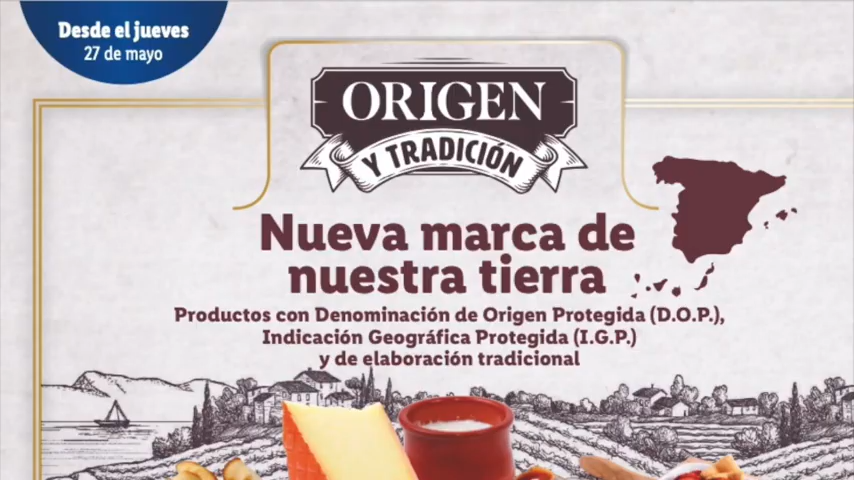 Desde el jueves
27 de mayo
ORIGEN
Y TRADICIÓN
Nueva marca de
nuestra tierra
Productos con Denominación de Origen Protegida (D.O.P.),
Indicación Geográfica Protegida (I.G.P.)
y de elaboración tradicional